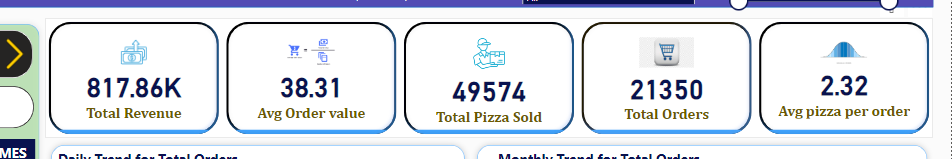 817.86K
Total Revenue
38.31
Avg Order value
49574
Total Pizza Sold
21350
Total Orders
2.32
Avg pizza per order
MES
Daily Trend for Total Orders
Monthly Trend for Total Orders